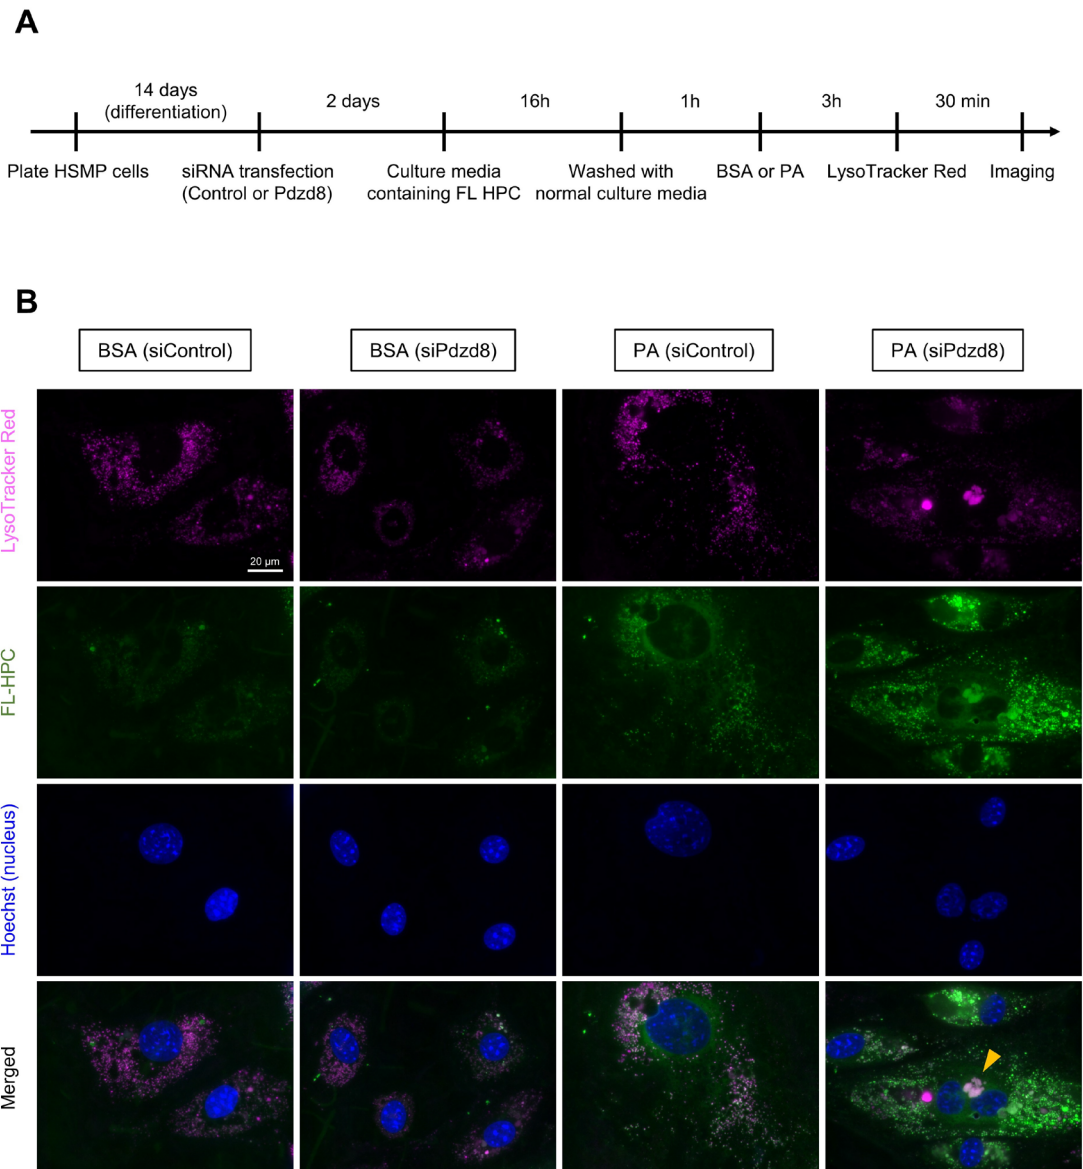 A
14 days
(differentiation)
2 days
16h
1h
3h
30 min
Plate HSMP cells
siRNA transfection
(Control or Pdzd8)
Culture media
containing FL HPC
Washed with
normal culture media
BSA or PA
LysoTracker Red
Imaging
B
BSA (siControl)
BSA (siPdzd8)
PA (siControl)
PA (siPdzd8)
LysoTracker Red
20 µm
FL-HPC
Hoechst (nucleus)
Merged